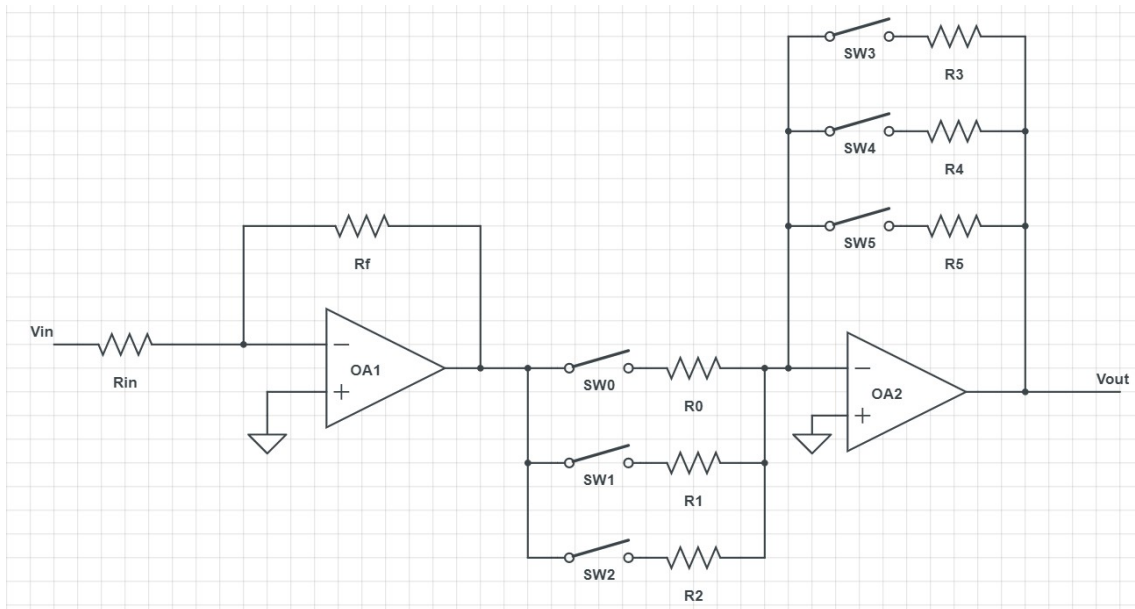 SW3
R3
SW4
R4
SW5
R5
Rf
Vin
Rin
−
OA1
+
SW0
R0
SW1
R1
SW2
R2
−
OA2
+
Vout